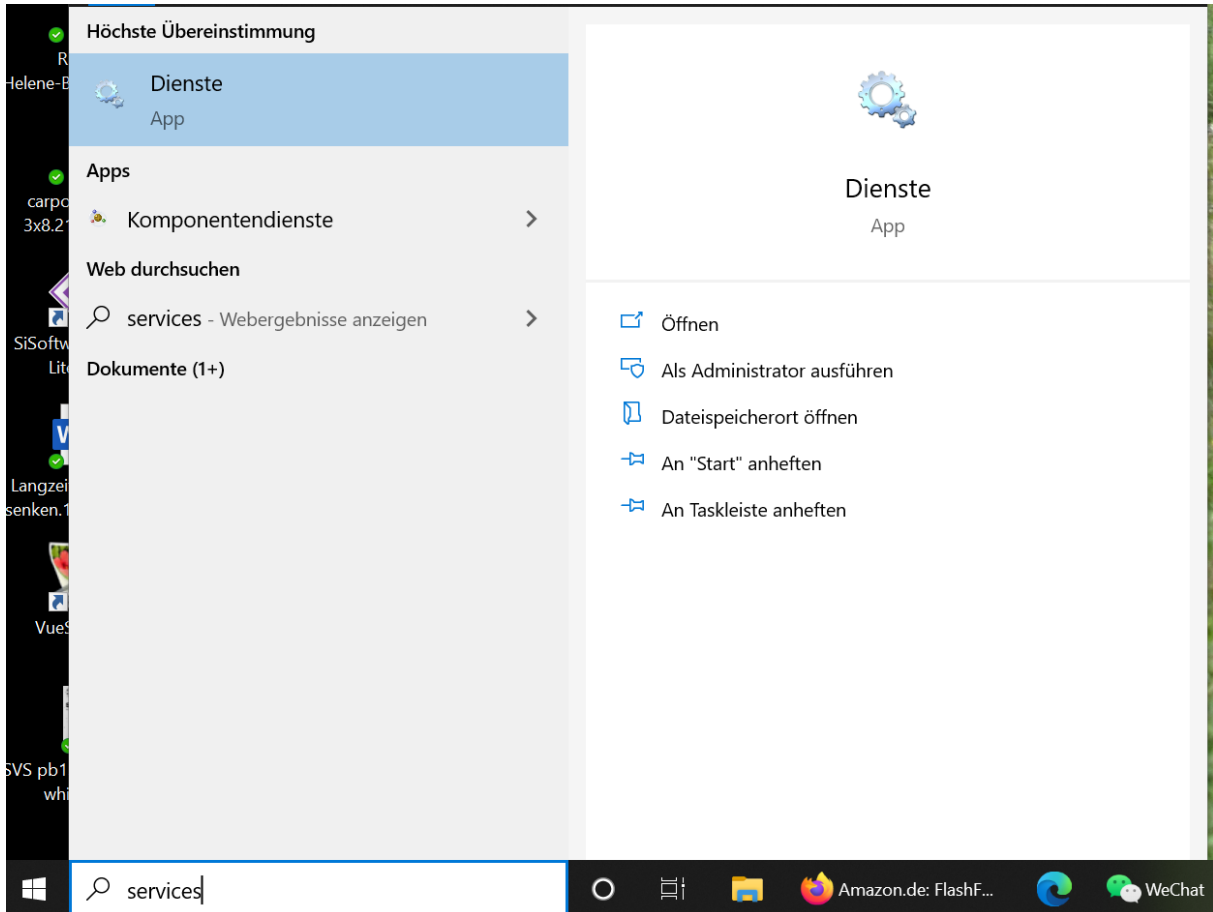 Höchste Übereinstimmung
Dienste
App
Apps
Komponentendienste
Web durchsuchen
services - Webergebnisse anzeigen
Dokumente (1+)
Dienste
App
Öffnen
Als Administrator ausführen
Dateispeicherort öffnen
An "Start" anheften
An Taskleiste anheften
R
Helene-B
carpo
3x8.21
SiSoftw
Lite
Langzei
senken.1
VueS
SVS pb1
whi
services
Amazon.de: FlashF...
WeChat